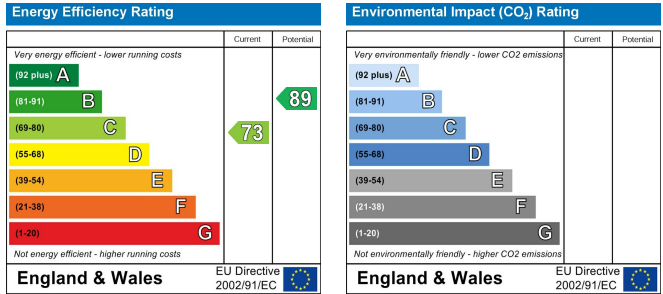 Energy Efficiency Rating
Current Potential
Very energy efficient - lower running costs
(92 plus) A
(81-91) B
89
(69-80) C
73
(55-68) D
(39-54) E
(21-38) F
(1-20) G
Not energy efficient - higher running costs
England & Wales
EU Directive
2002/91/EC
Environmental Impact (CO₂) Rating
Current Potential
Very environmentally friendly - lower CO2 emissions
(92 plus) A
(81-91) B
(69-80) C
(55-68) D
(39-54) E
(21-38) F
(1-20) G
Not environmentally friendly - higher CO2 emissions
England & Wales
EU Directive
2002/91/EC